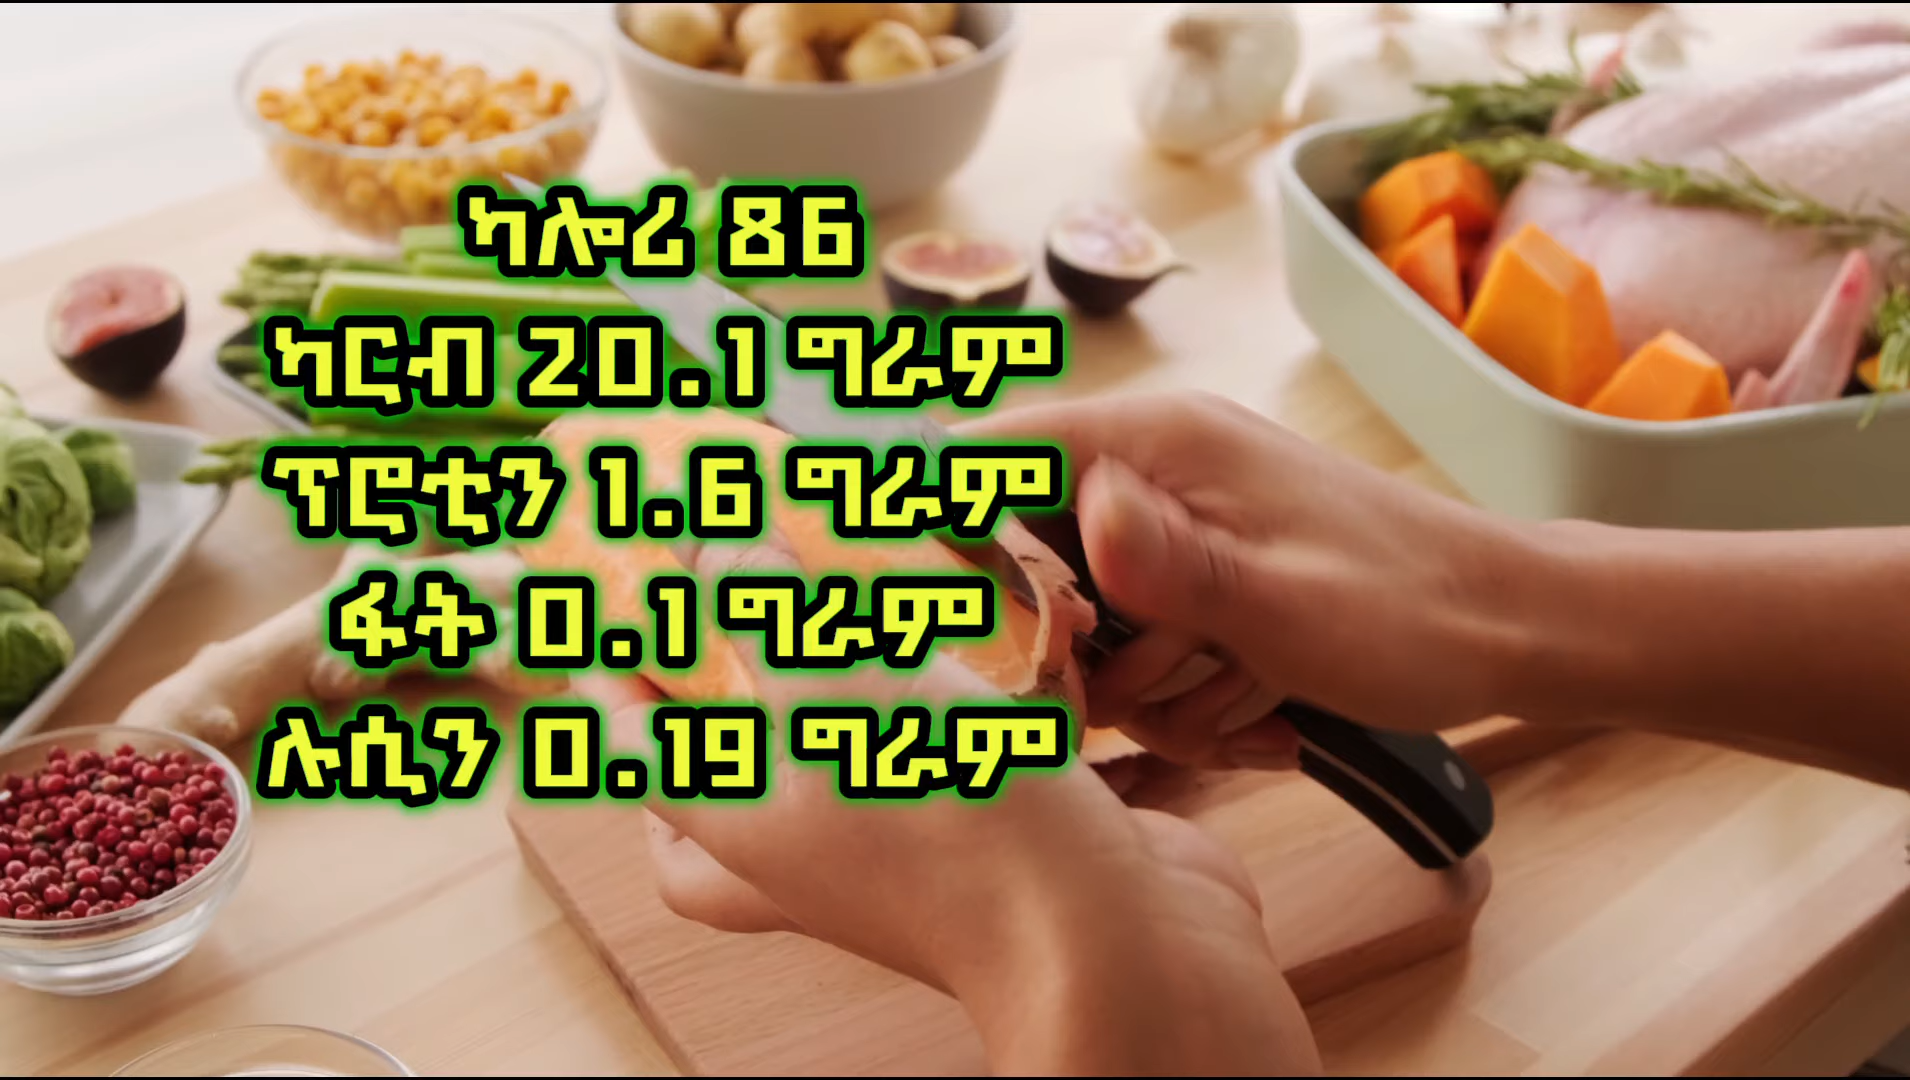 ካሎሪ 86
ካርብ 20.1 ግራም
ፕሮቲን 1.6 ግራም
ፋት 0.1 ግራም
ሉሲን 0.19 ግራም